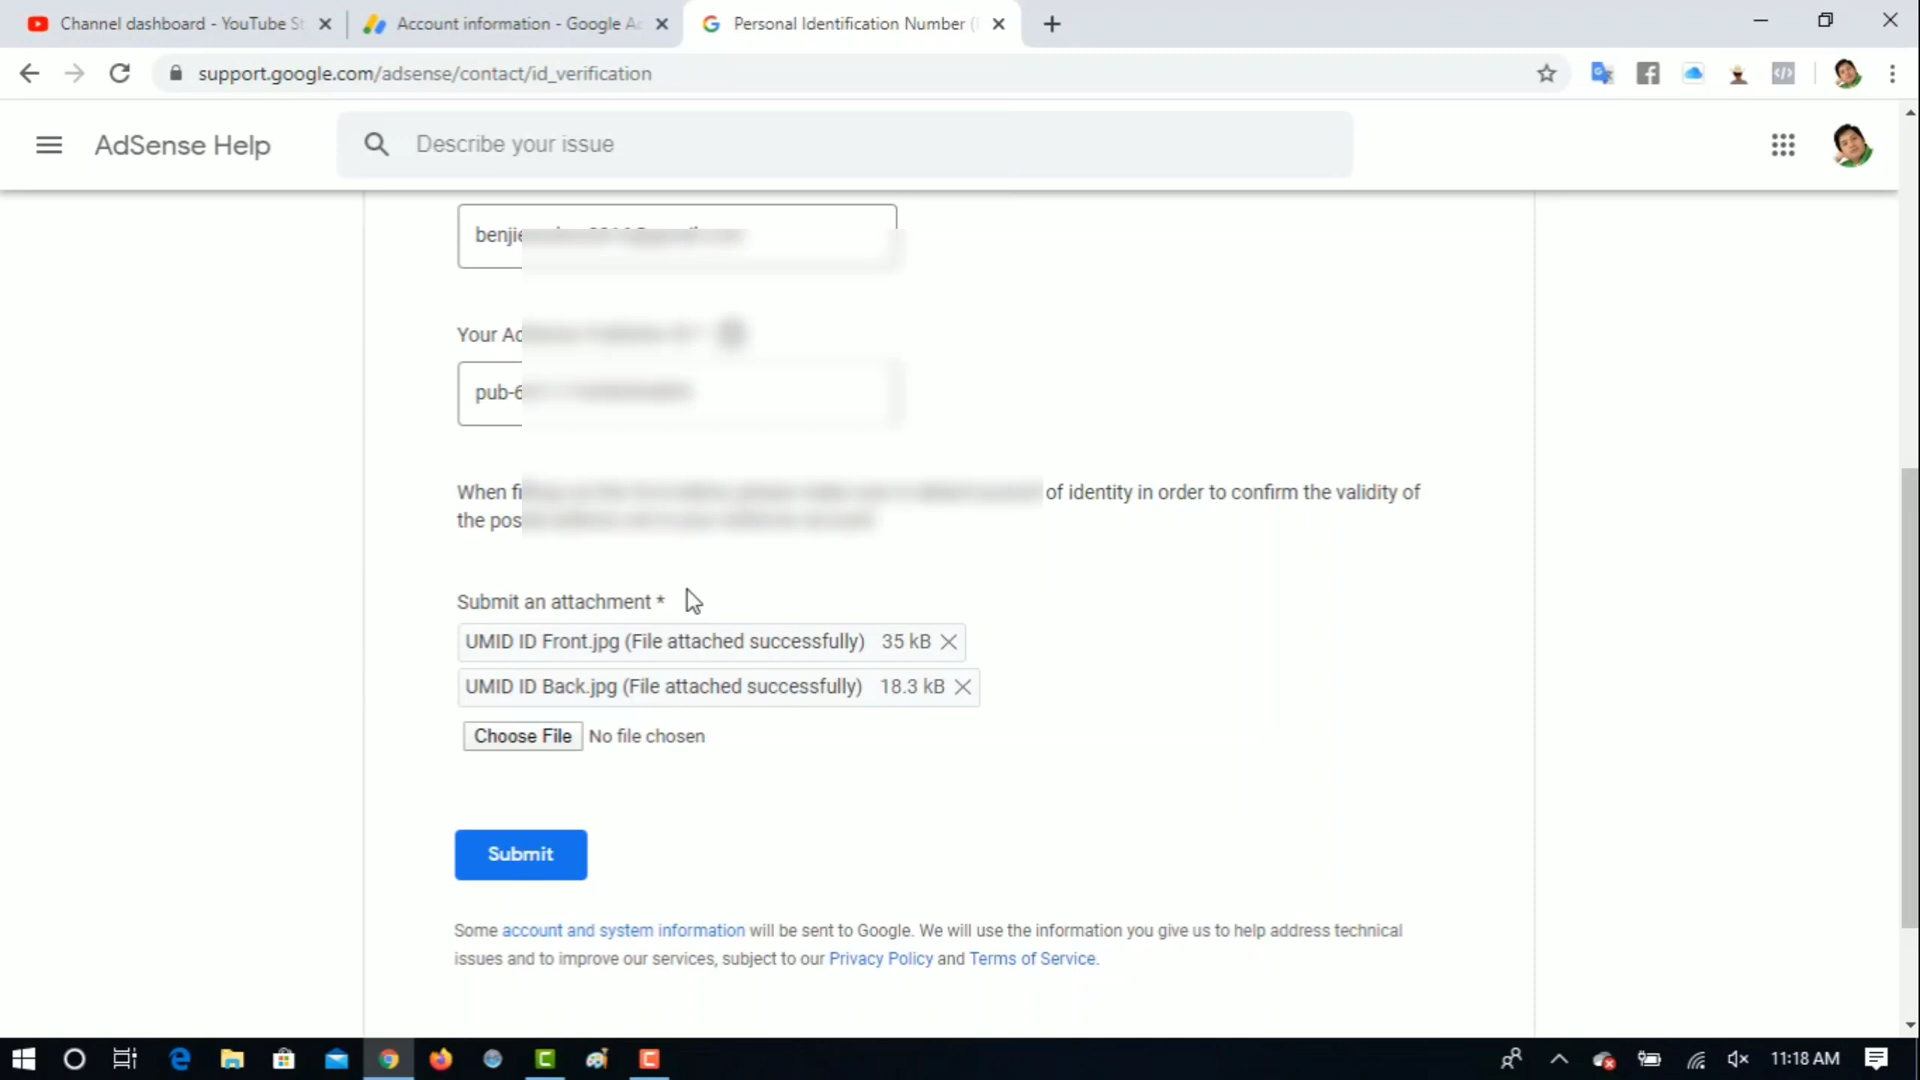 Channel dashboard - YouTube St
Account information - Google Ad
Personal Identification Number (
support.google.com/adsense/contact/id_verification
AdSense Help
Describe your issue
benjie
Your Ad
pub-6
When fi of identity in order to confirm the validity of
the pos
Submit an attachment *
UMID ID Front.jpg (File attached successfully) 35 kB
UMID ID Back.jpg (File attached successfully) 18.3 kB
Choose File No file chosen
Submit
Some account and system information will be sent to Google. We will use the information you give us to help address technical
issues and to improve our services, subject to our Privacy Policy and Terms of Service.
11:18 AM